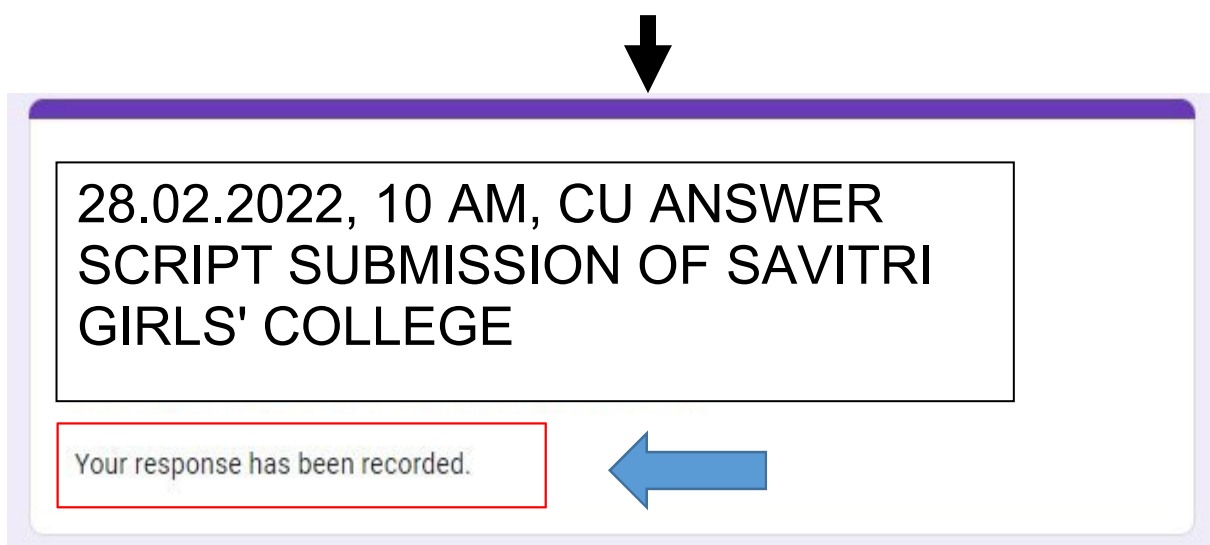 28.02.2022, 10 AM, CU ANSWER
SCRIPT SUBMISSION OF SAVITRI
GIRLS' COLLEGE
Your response has been recorded.